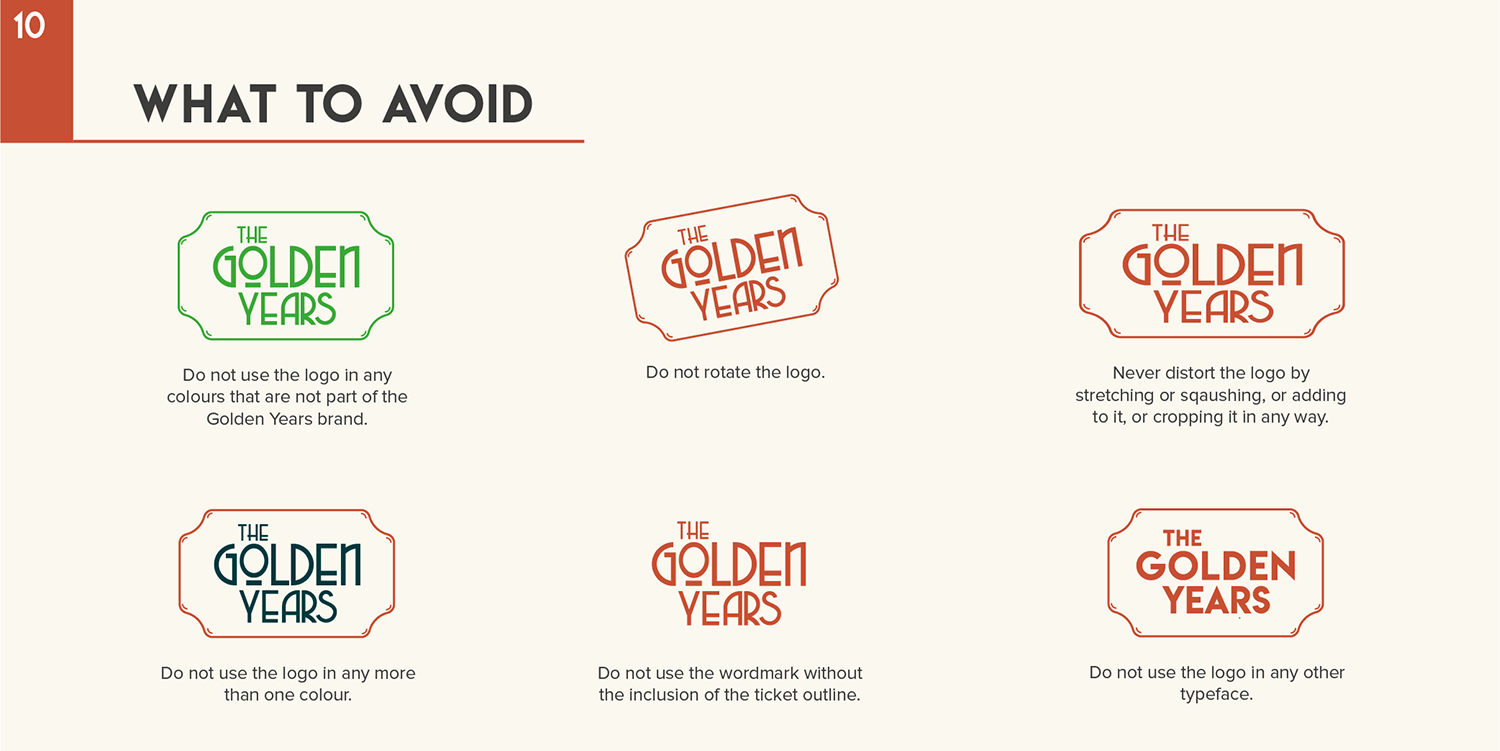 10
WHAT TO AVOID
THE
GOLDEN
YEARS
Do not use the logo in any
colours that are not part of the
Golden Years brand.
THE
GOLDEN
YEARS
Do not rotate the logo.
THE
GOLDEN
YEARS
Never distort the logo by
stretching or sqaushing, or adding
to it, or cropping it in any way.
THE
GOLDEN
YEARS
Do not use the logo in any more
than one colour.
THE
GOLDEN
YEARS
Do not use the wordmark without
the inclusion of the ticket outline.
THE
GOLDEN
YEARS
Do not use the logo in any other
typeface.